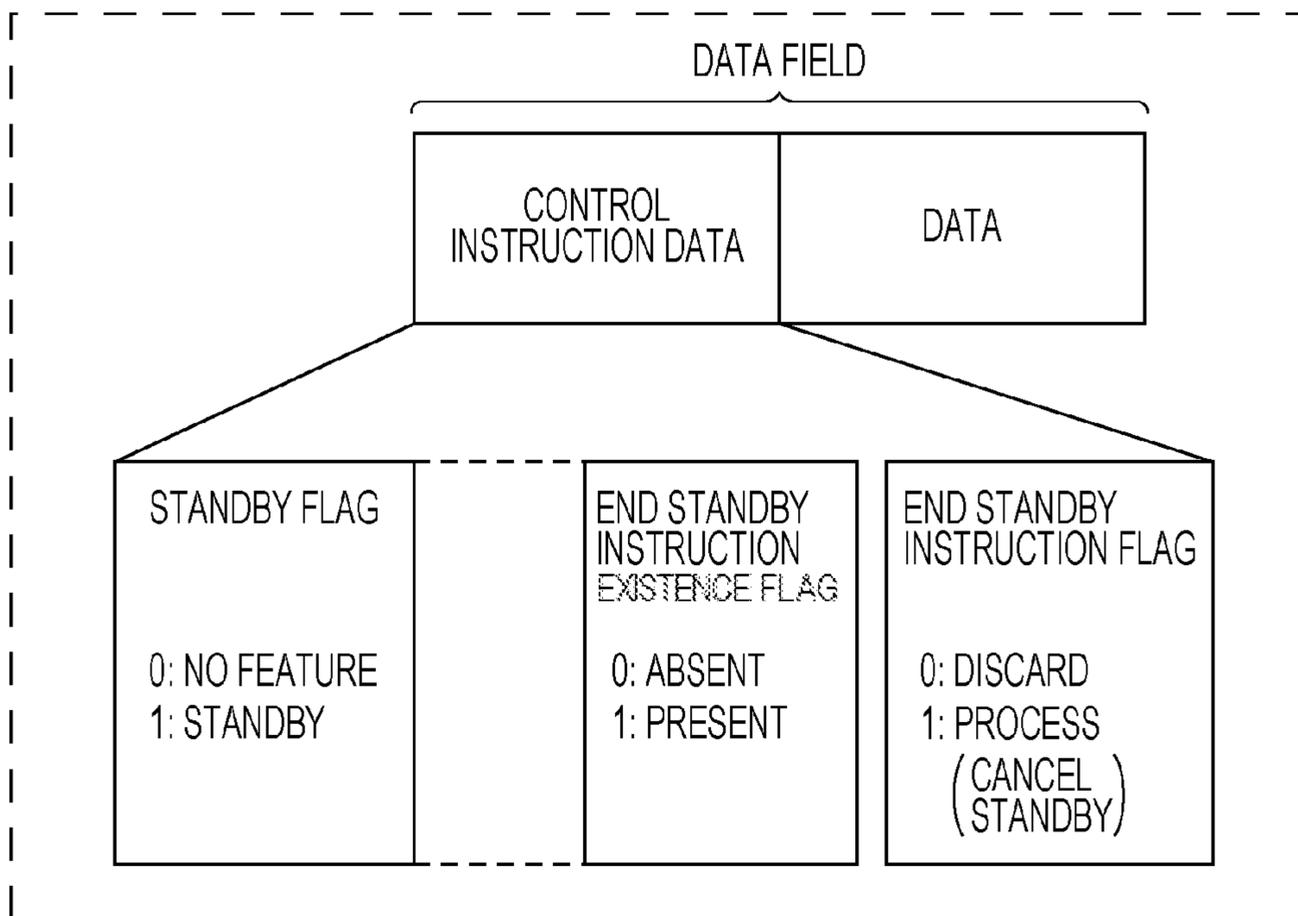 DATA FIELD
CONTROL
INSTRUCTION DATA
DATA
STANDBY FLAG
0: NO FEATURE
1: STANDBY
END STANDBY
INSTRUCTION
EXISTENCE FLAG
0: ABSENT
1: PRESENT
END STANDBY
INSTRUCTION FLAG
0: DISCARD
1: PROCESS
(CANCEL
STANDBY)